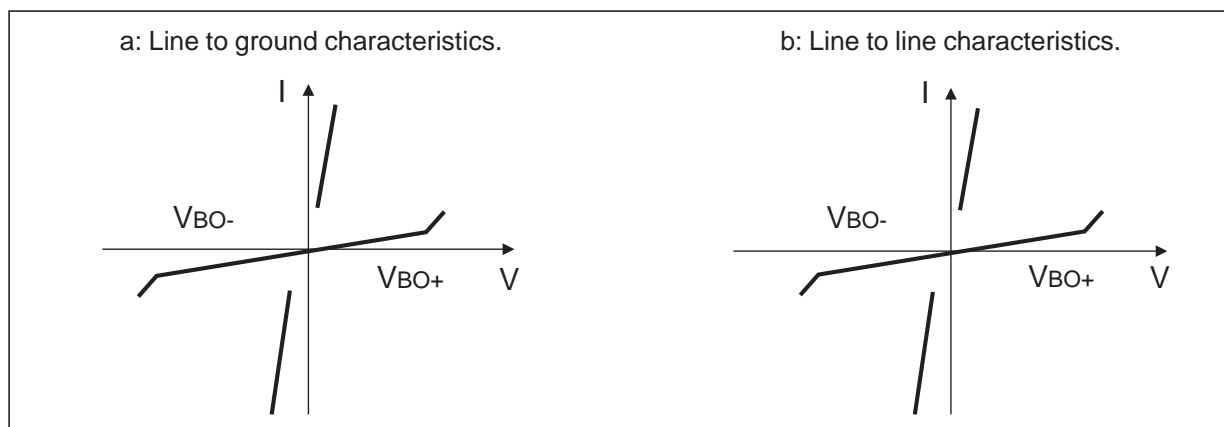 a: Line to ground characteristics.
I
VBO-
VBO+
V
b: Line to line characteristics.
I
VBO-
VBO+
V